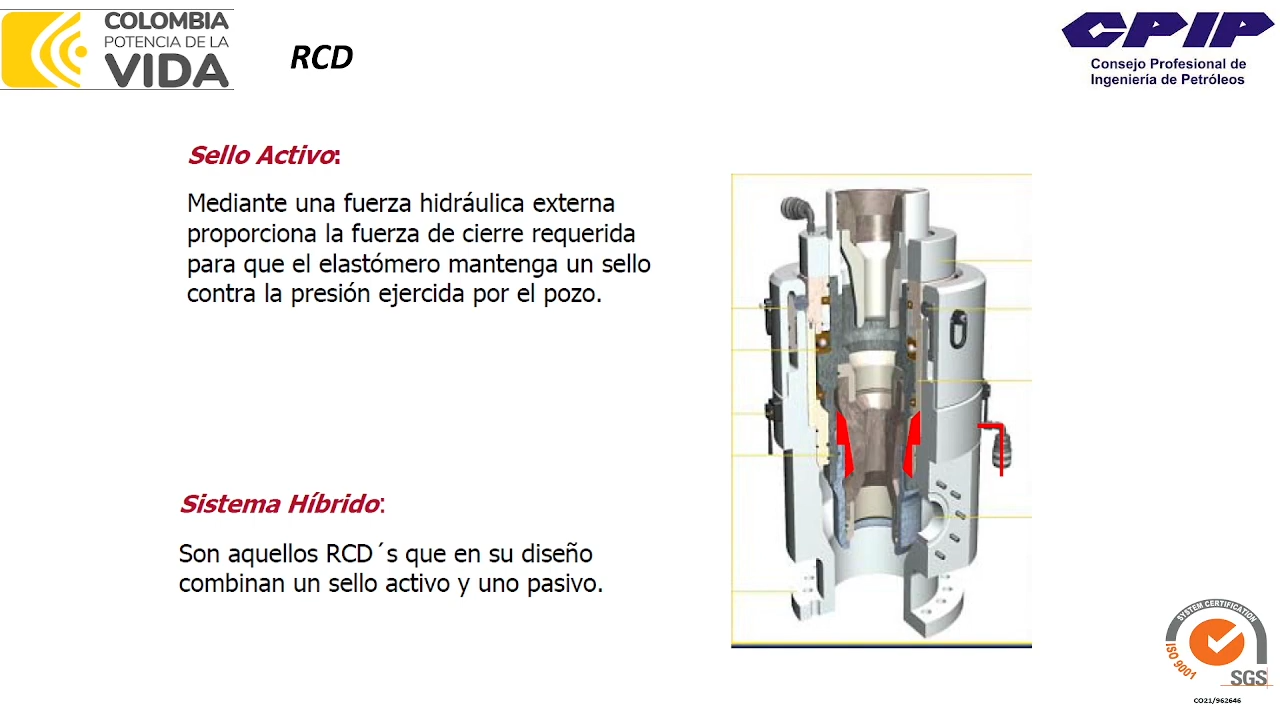 COLOMBIA
POTENCIA DE LA
VIDA
RCD
CPIP
Consejo Profesional de
Ingeniería de Petróleos
Sello Activo:
Mediante una fuerza hidráulica externa
proporciona la fuerza de cierre requerida
para que el elastómero mantenga un sello
contra la presión ejercida por el pozo.
Sistema Híbrido:
Son aquellos RCD´s que en su diseño
combinan un sello activo y uno pasivo.
SYSTEM CERTIFICATION
ISO 9001
SGS
CO21/962646